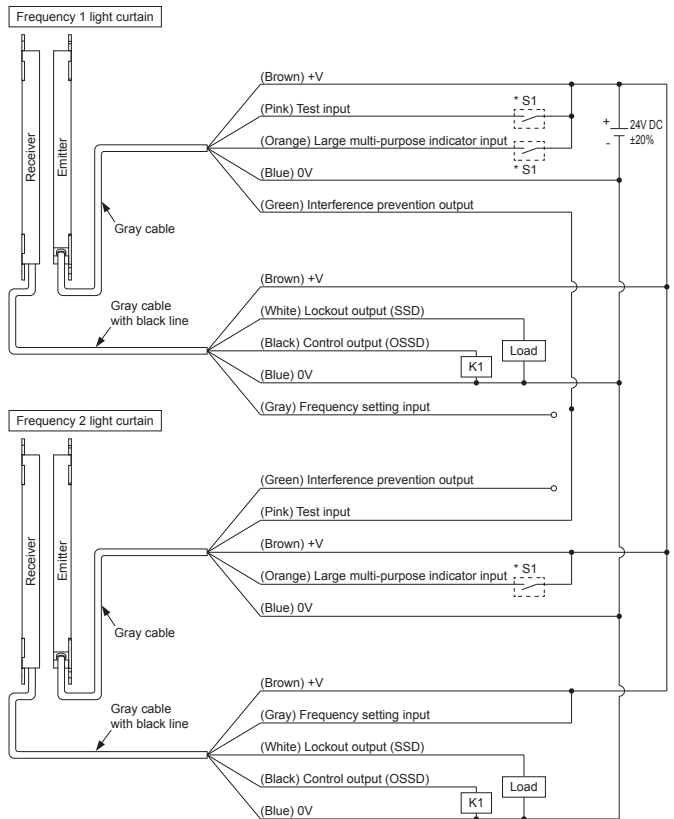 Frequency 1 light curtain
Receiver
Emitter
Gray cable
Gray cable
with black line
(Brown) +V
(Pink) Test input
* S1
(Orange) Large multi-purpose indicator input
* S1
(Blue) 0V
(Green) Interference prevention output
+
-
24V DC
±20%
(Brown) +V
(White) Lockout output (SSD)
(Black) Control output (OSSD)
K1
Load
(Blue) 0V
(Gray) Frequency setting input
Frequency 2 light curtain
Receiver
Emitter
Gray cable
Gray cable
with black line
(Green) Interference prevention output
(Pink) Test input
(Brown) +V
(Orange) Large multi-purpose indicator input
* S1
(Blue) 0V
(Brown) +V
(Gray) Frequency setting input
(White) Lockout output (SSD)
(Black) Control output (OSSD)
K1
Load
(Blue) 0V